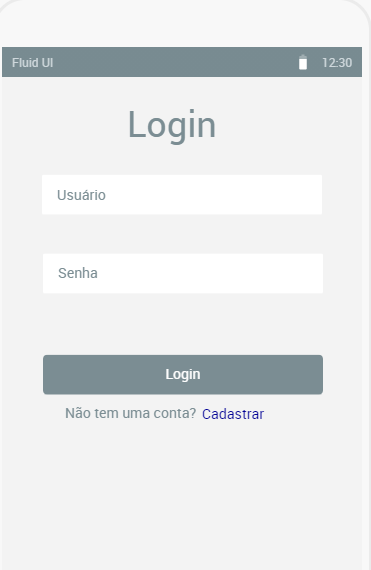 Fluid UI 12:30
Login
Usuário
Senha
Login
Não tem uma conta? Cadastrar